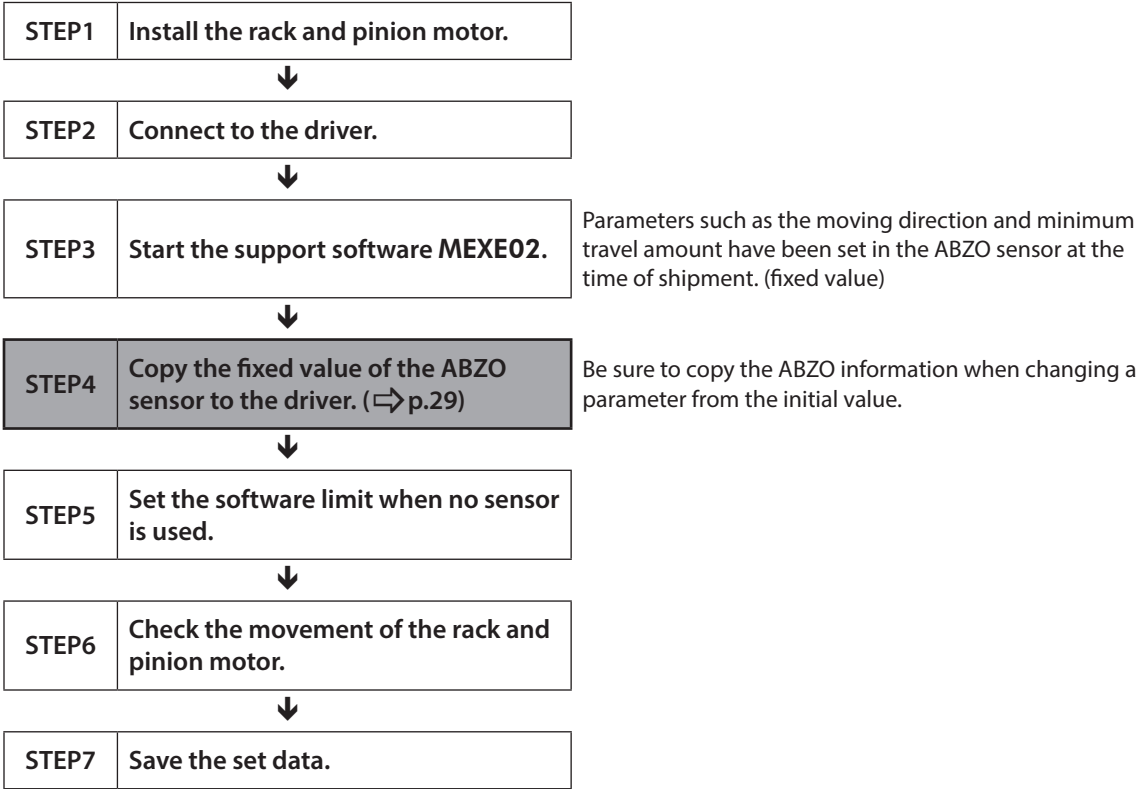 STEP1 Install the rack and pinion motor.
STEP2 Connect to the driver.
STEP3 Start the support software MEXE02.
Parameters such as the moving direction and minimum
travel amount have been set in the ABZO sensor at the
time of shipment. (fixed value)
STEP4 Copy the fixed value of the ABZO
sensor to the driver. (⇨p.29)
Be sure to copy the ABZO information when changing a
parameter from the initial value.
STEP5 Set the software limit when no sensor
is used.
STEP6 Check the movement of the rack and
pinion motor.
STEP7 Save the set data.